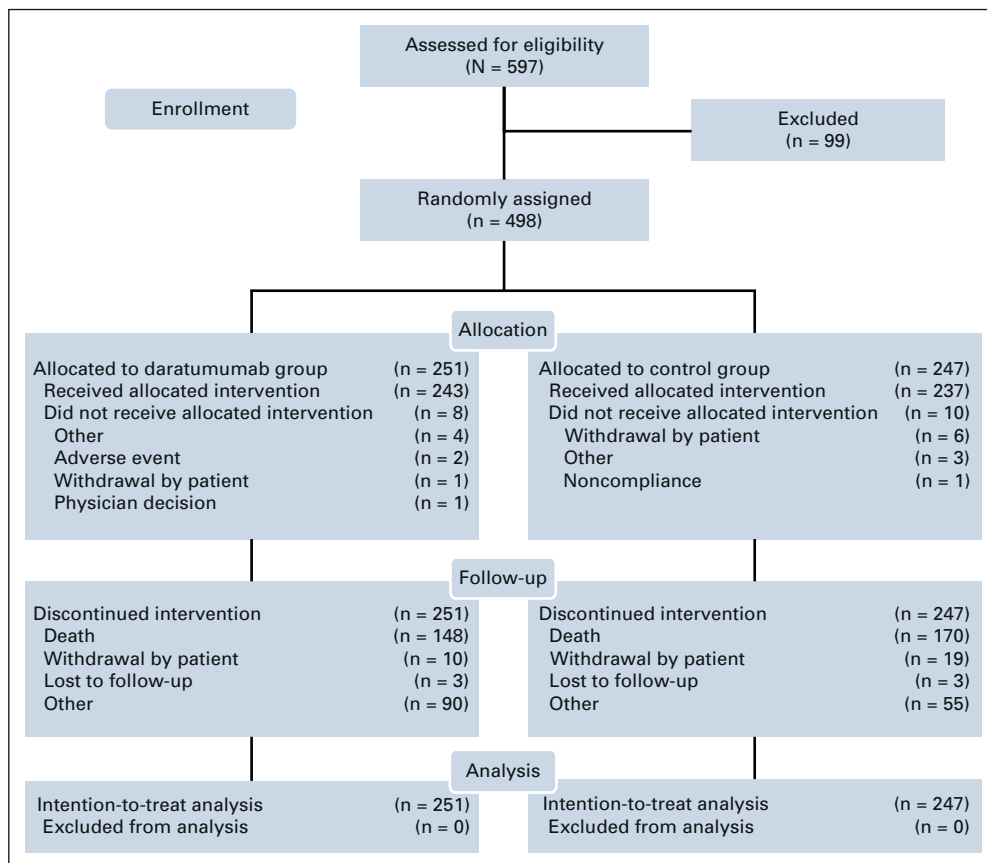 Assessed for eligibility
(N = 597)
Enrollment
Excluded
(n = 99)
Randomly assigned
(n = 498)
Allocation
Allocated to daratumumab group (n = 251)
Received allocated intervention (n = 243)
Did not receive allocated intervention (n = 8)
Other (n = 4)
Adverse event (n = 2)
Withdrawal by patient (n = 1)
Physician decision (n = 1)
Allocated to control group (n = 247)
Received allocated intervention (n = 237)
Did not receive allocated intervention (n = 10)
Withdrawal by patient (n = 6)
Other (n = 3)
Noncompliance (n = 1)
Follow-up
Discontinued intervention (n = 251)
Death (n = 148)
Withdrawal by patient (n = 10)
Lost to follow-up (n = 3)
Other (n = 90)
Discontinued intervention (n = 247)
Death (n = 170)
Withdrawal by patient (n = 19)
Lost to follow-up (n = 3)
Other (n = 55)
Analysis
Intention-to-treat analysis (n = 251)
Excluded from analysis (n = 0)
Intention-to-treat analysis (n = 247)
Excluded from analysis (n = 0)